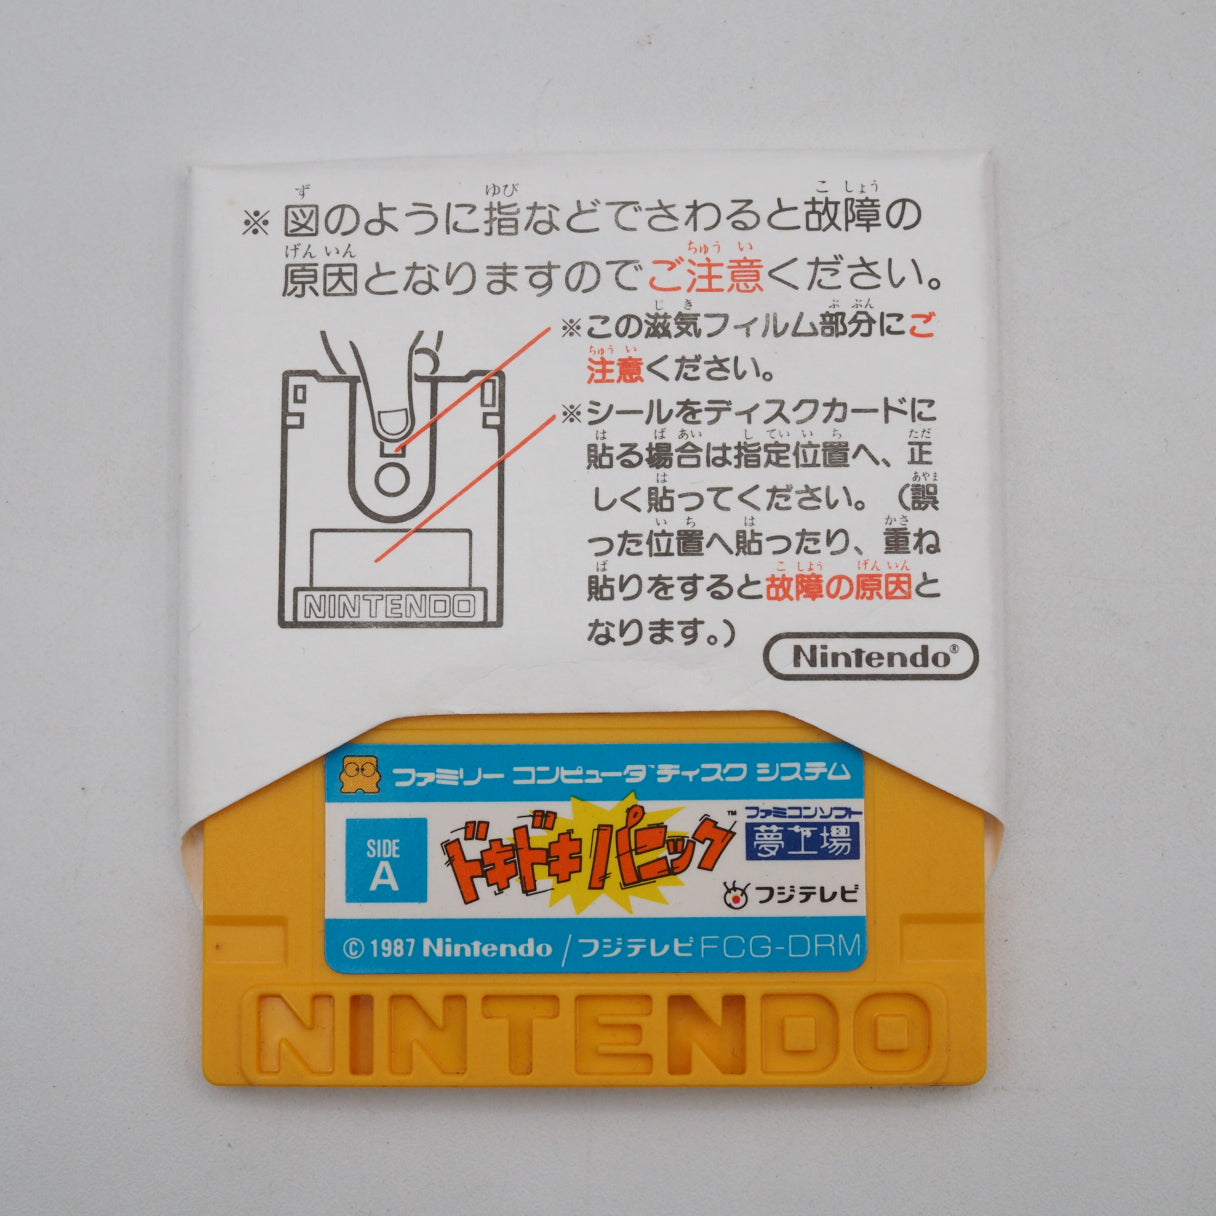 ※図のように指などでさわると故障の
原因となりますのでご注意ください。
※この滋気フィルム部分にご
注意ください。
※シールをディスクカードに
貼る場合は指定位置へ、正
しく貼ってください。（誤
った位置へ貼ったり、重ね
貼りをすると故障の原因と
なります。）
NINTENDO
Nintendo®
ファミリー コンピュータ™ ディスク システム
SIDE
A
ドキドキパニック™
ファミコンソフト
夢工場
フジテレビ
© 1987 Nintendo / フジテレビ FCG-DRM
NINTENDO